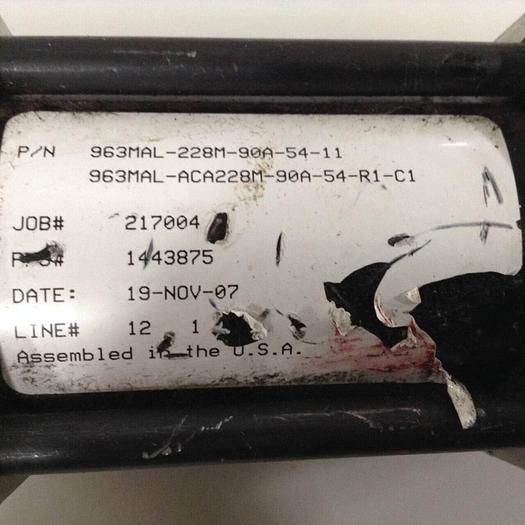 P/N 963MAL-228M-90A-54-11
963MAL-ACA228M-90A-54-R1-C1
JOB# 217004
1443875
DATE: 19-NOV-07
LINE# 12 1
Assembled in the U.S.A.